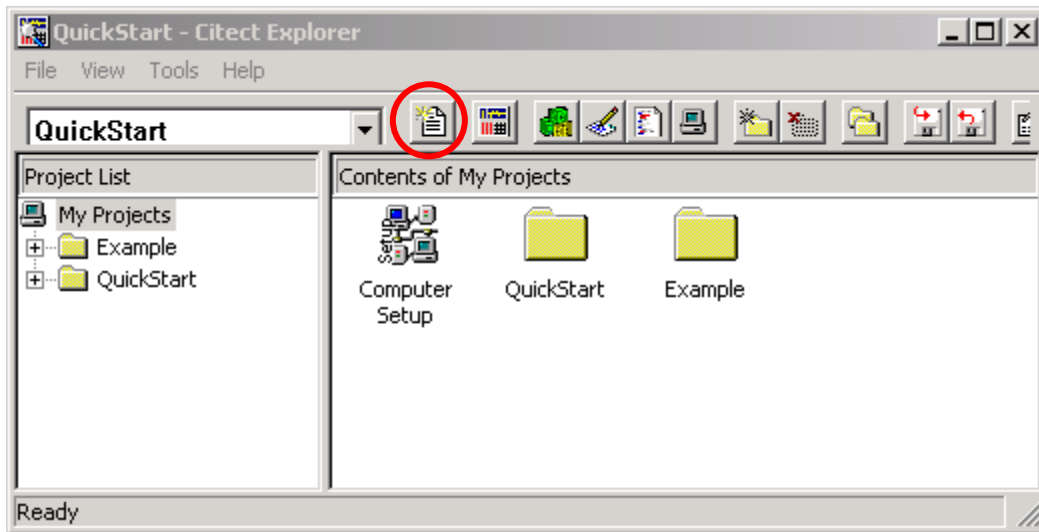 QuickStart - Citect Explorer
File View Tools Help
QuickStart
Project List
Contents of My Projects
My Projects
Example
QuickStart
Setup
Computer
Setup
QuickStart
Example
Ready